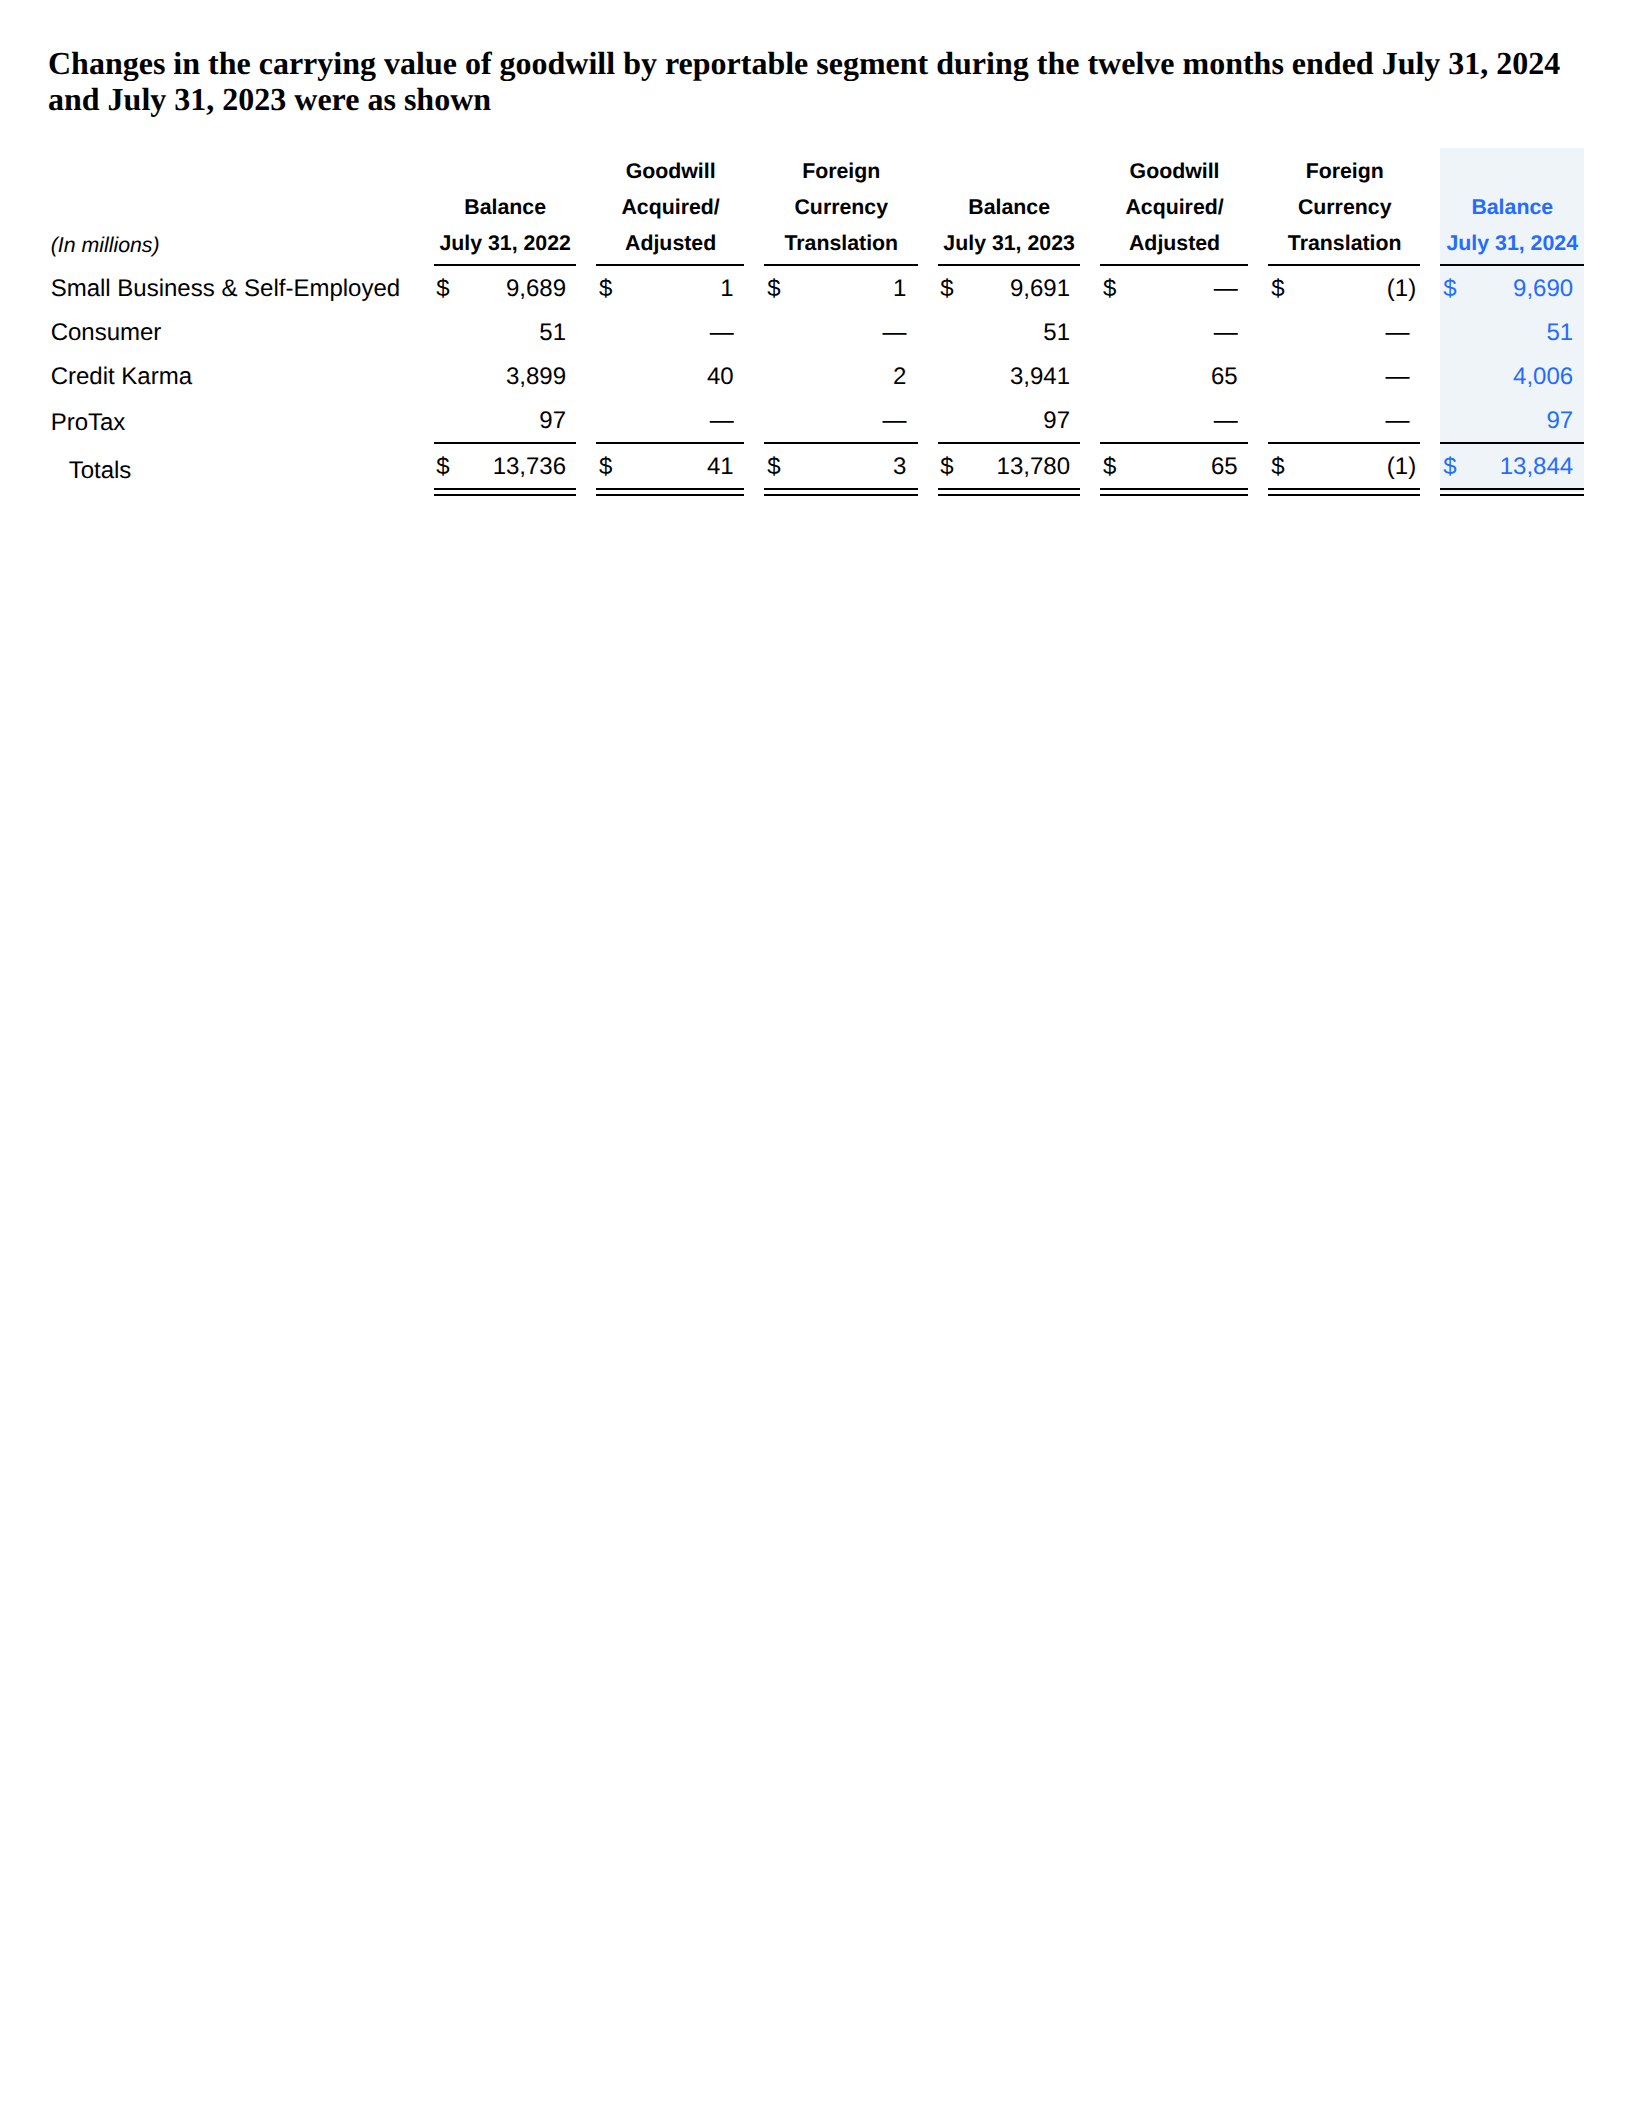 Changes in the carrying value of goodwill by reportable segment during the twelve months ended July 31, 2024
and July 31, 2023 were as shown
Goodwill Foreign Goodwill Foreign
Balance Acquired/ Currency Balance Acquired/ Currency Balance
(In millions) July 31, 2022 Adjusted Translation July 31, 2023 Adjusted Translation July 31, 2024
Small Business & Self-Employed $ 9,689 $ 1 $ 1 $ 9,691 $ — $ (1) $ 9,690
Consumer 51 — — 51 — — 51
Credit Karma 3,899 40 2 3,941 65 — 4,006
ProTax 97 — — 97 — — 97
Totals $ 13,736 $ 41 $ 3 $ 13,780 $ 65 $ (1) $ 13,844